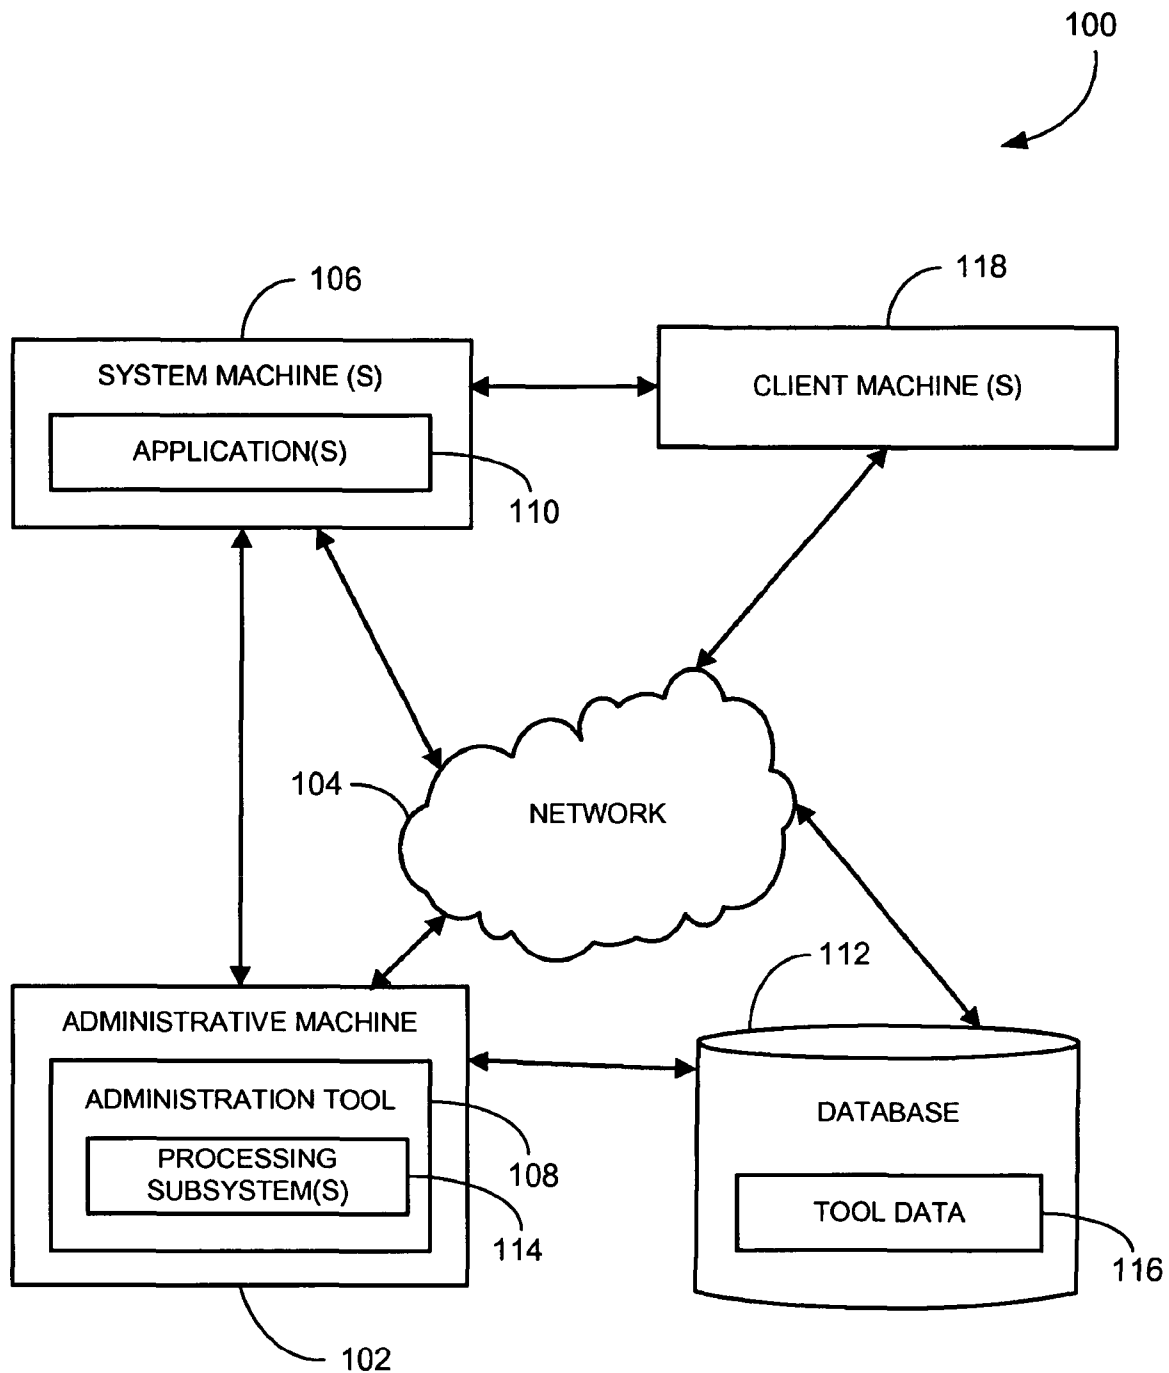 100
106
118
SYSTEM MACHINE (S)
CLIENT MACHINE (S)
APPLICATION(S)
110
104
NETWORK
112
ADMINISTRATIVE MACHINE
ADMINISTRATION TOOL
DATABASE
PROCESSING
SUBSYSTEM(S)
108
TOOL DATA
114
116
102